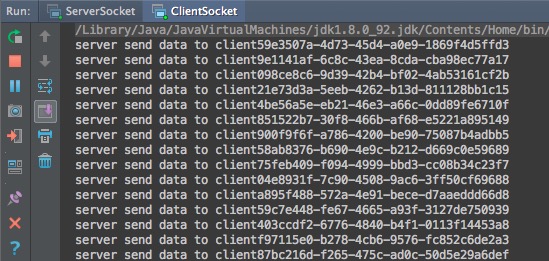 Run: ServerSocket ClientSocket
/Library/Java/JavaVirtualMachines/jdk1.8.0_92.jdk/Contents/Home/bin/
server send data to client59e3507a-4d73-45d4-a0e9-1869f4d5ffd3
server send data to client9e1141af-6c8c-43ea-8cda-cba98ec77a17
server send data to client098ce8c6-9d39-42b4-bf02-4ab53161cf2b
server send data to client21e73d3a-5eeb-4262-b13d-811128bb1c15
server send data to client4be56a5e-eb21-46e3-a66c-0dd89fe6710f
server send data to client851522b7-30f8-466b-af68-e5221a895149
server send data to client900f9f6f-a786-4200-be90-75087b4adbb5
server send data to client58ab8376-b690-4e9c-b212-d669c0e59689
server send data to client75feb409-f094-4999-bbd3-cc08b34c23f7
server send data to client04e8931f-7c90-4508-9ac6-3ff50cf69688
server send data to clienta895f488-572a-4e91-bece-d7aaeddd66d8
server send data to client59c7e448-fe67-4665-a93f-3127de750939
server send data to client403ccdf2-6776-4840-b4f1-0113f14453a8
server send data to clientf97115e0-b278-4cb6-9576-fc852c6de2a3
server send data to client87bc216d-f265-475c-ad0c-50d5e29a6def